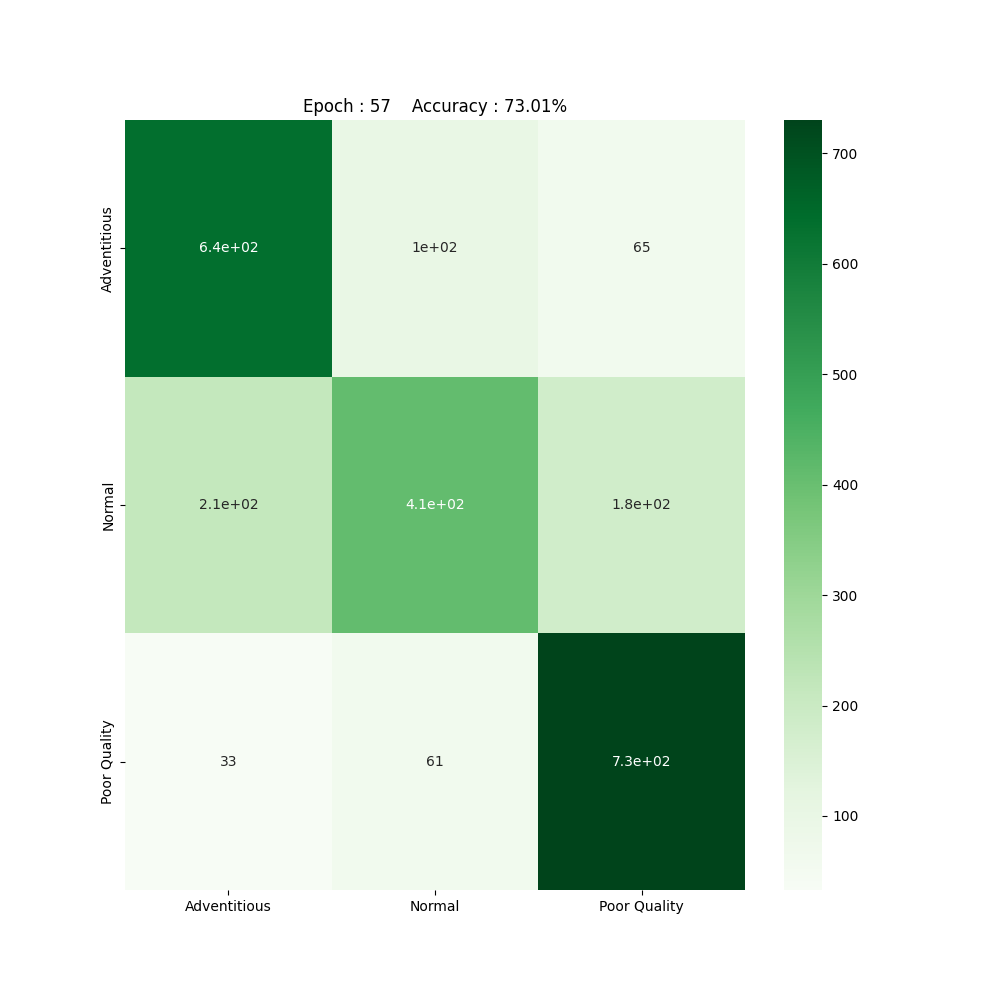 Epoch : 57    Accuracy : 73.01%
Adventitious
6.4e+02 1e+02 65
Normal
2.1e+02 4.1e+02 1.8e+02
Poor Quality
33 61 7.3e+02
Adventitious Normal Poor Quality
700
600
500
400
300
200
100